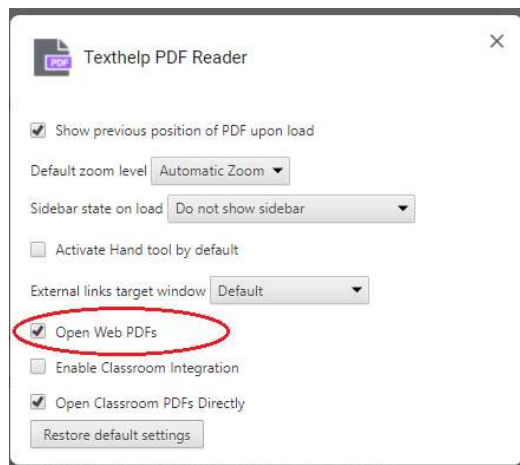 PDF
Texthelp PDF Reader
Show previous position of PDF upon load
Default zoom level Automatic Zoom
Sidebar state on load Do not show sidebar
Activate Hand tool by default
External links target window Default
Open Web PDFs
Enable Classroom Integration
Open Classroom PDFs Directly
Restore default settings